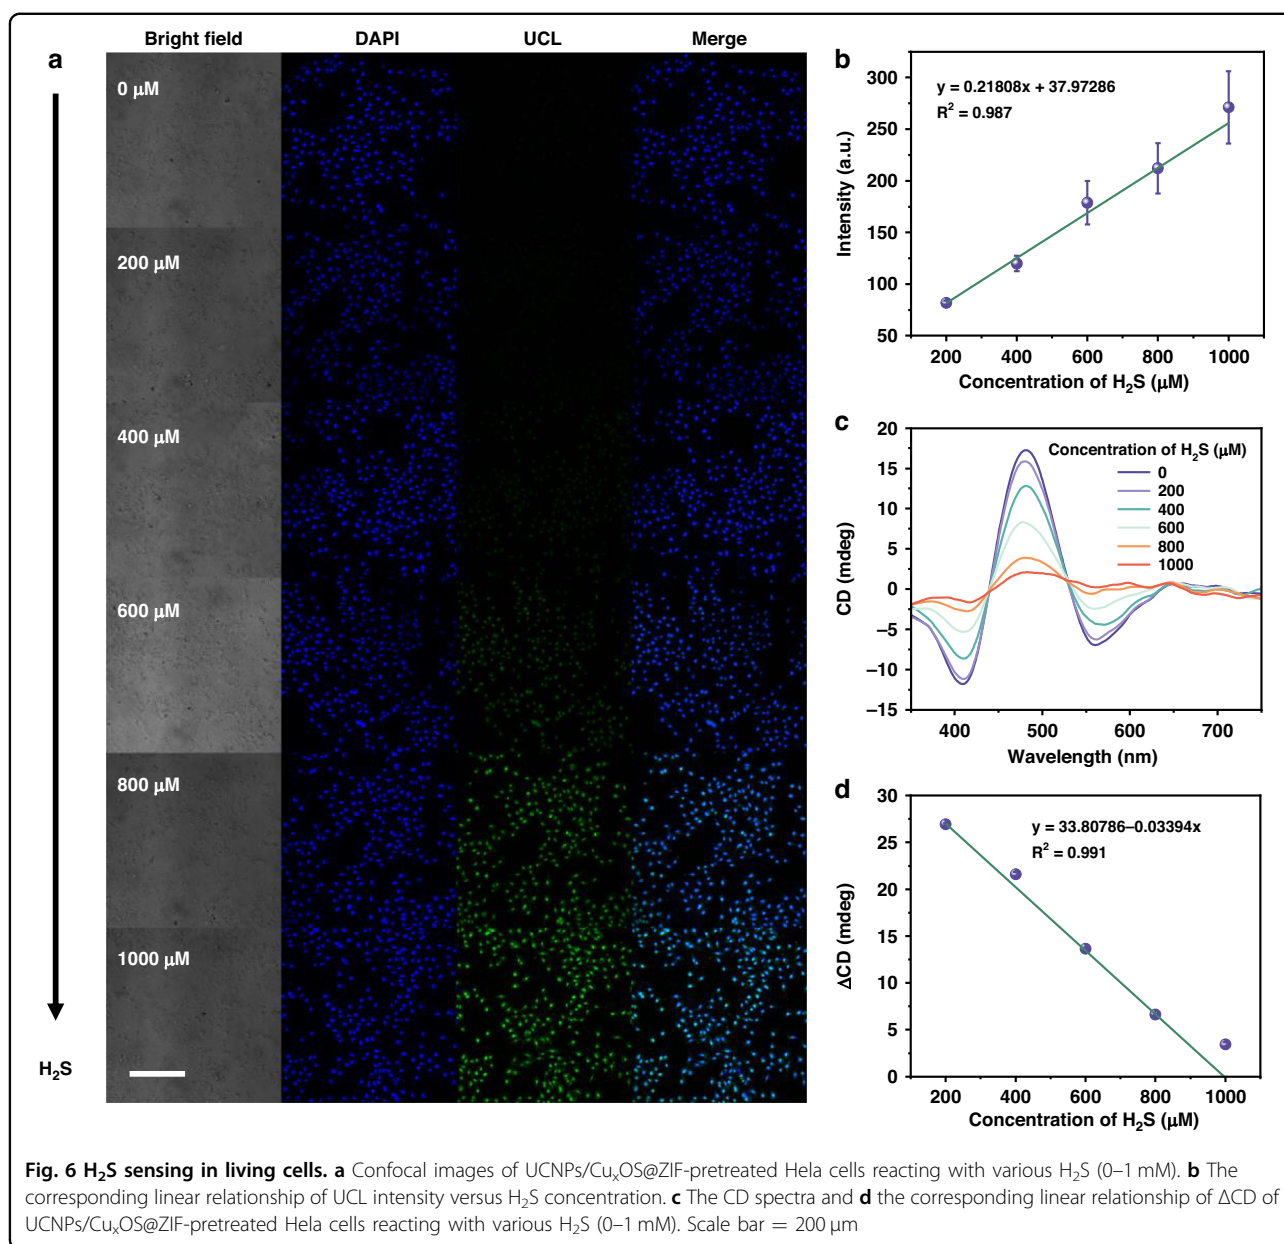 a
Bright field
DAPI
UCL
Merge
0 μM
200 μM
400 μM
600 μM
800 μM
1000 μM
H₂S
b
y = 0.21808x + 37.97286
R² = 0.987
300
250
200
150
100
50
Intensity (a.u.)
200 400 600 800 1000
Concentration of H₂S (μM)
c
Concentration of H₂S (μM)
0
200
400
600
800
1000
20
15
10
5
0
–5
–10
–15
CD (mdeg)
400 500 600 700
Wavelength (nm)
d
y = 33.80786–0.03394x
R² = 0.991
30
25
20
15
10
5
0
ΔCD (mdeg)
200 400 600 800 1000
Concentration of H₂S (μM)
Fig. 6 H₂S sensing in living cells. a Confocal images of UCNPs/CuₓOS@ZIF-pretreated Hela cells reacting with various H₂S (0–1 mM). b The
corresponding linear relationship of UCL intensity versus H₂S concentration. c The CD spectra and d the corresponding linear relationship of ΔCD of
UCNPs/CuₓOS@ZIF-pretreated Hela cells reacting with various H₂S (0–1 mM). Scale bar = 200 μm